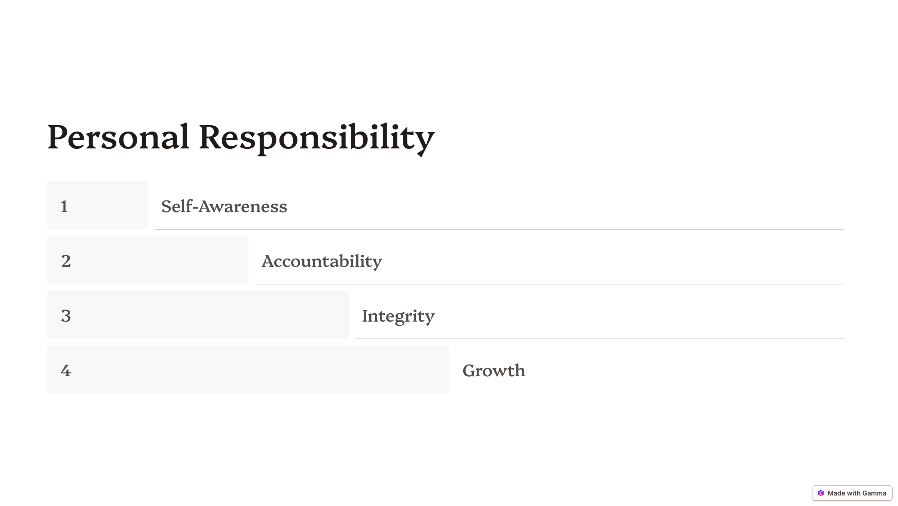 Personal Responsibility
1 Self-Awareness
2 Accountability
3 Integrity
4 Growth
Made with Gamma